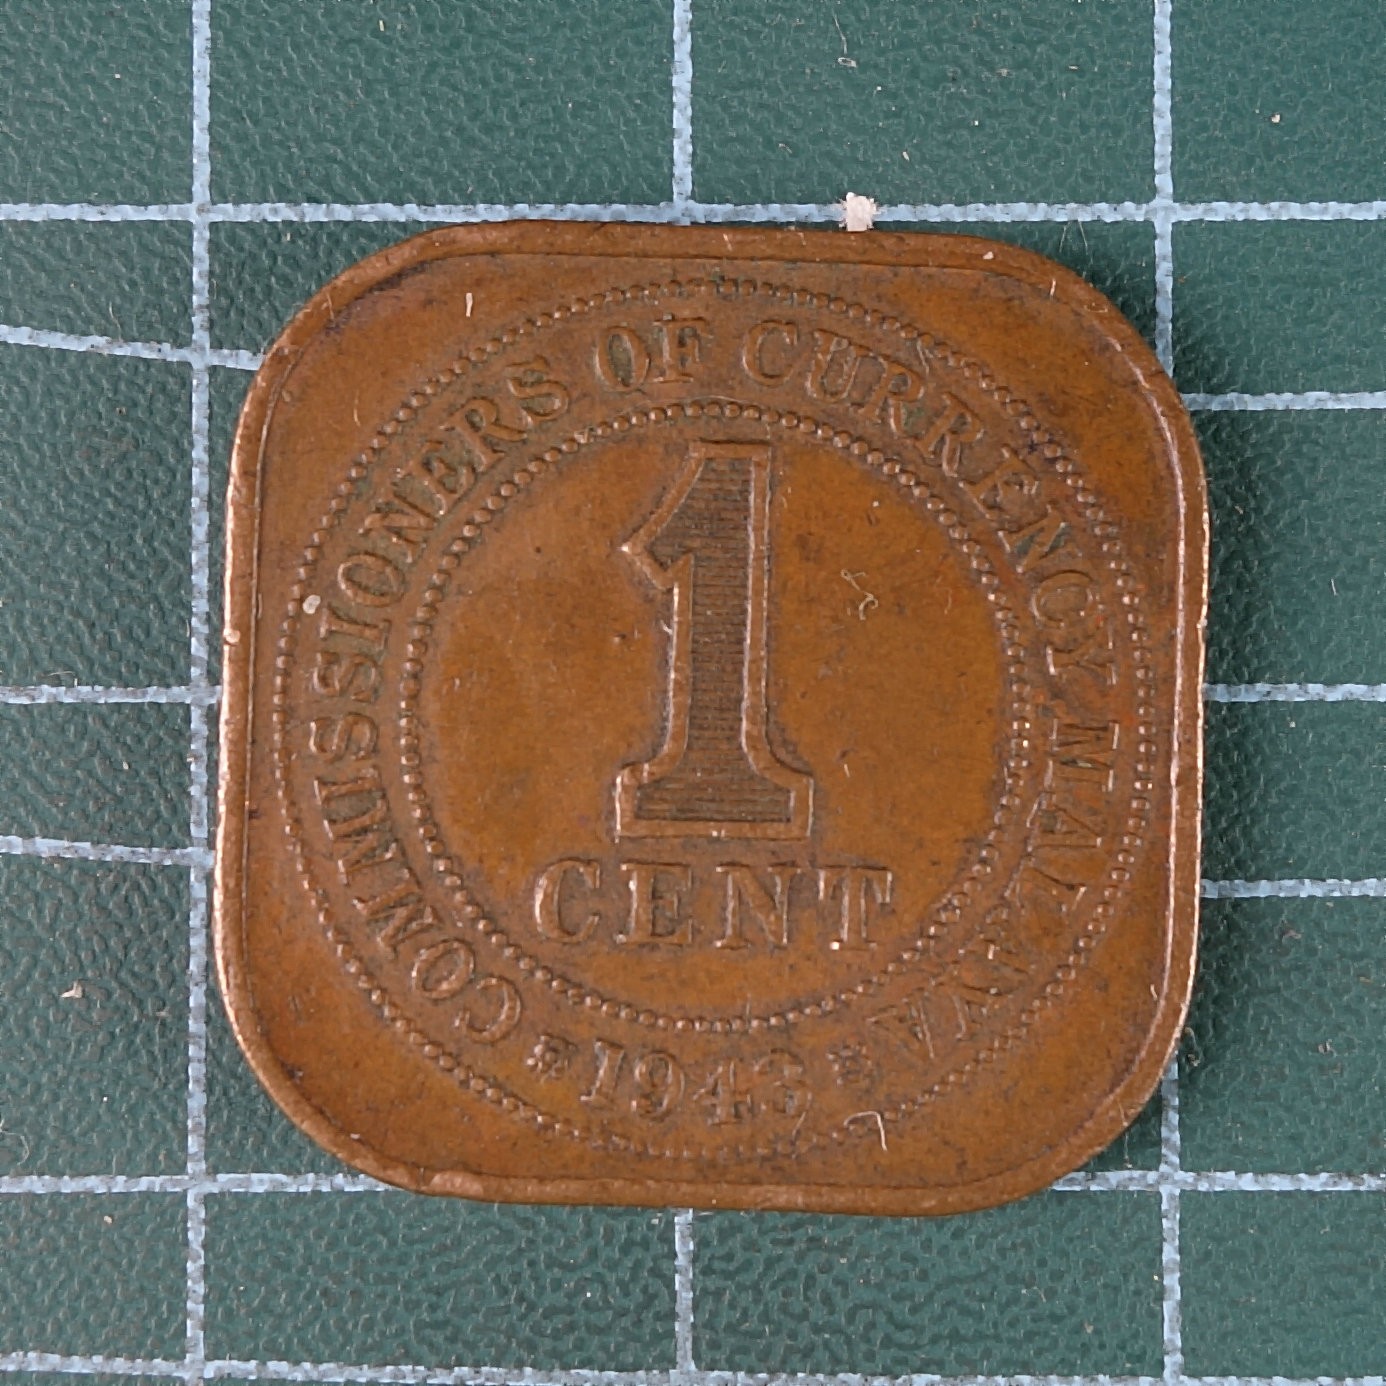 COMMISSIONERS OF CURRENCY MALAYA
1
CENT
1943